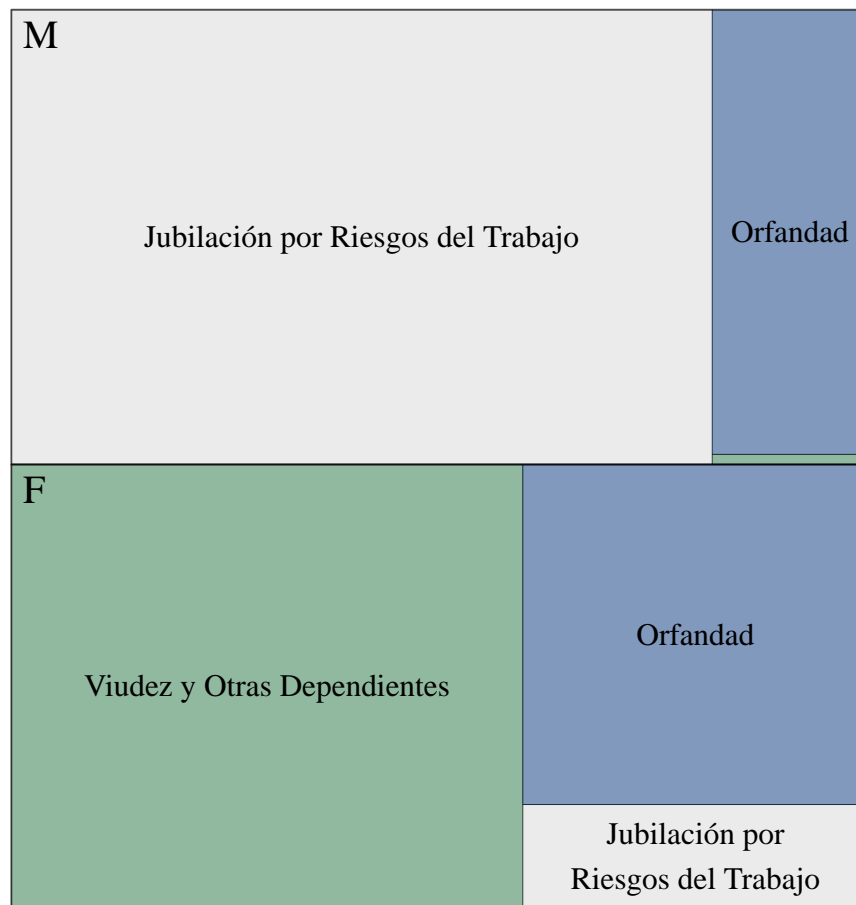 M
Jubilación por Riesgos del Trabajo
Orfandad
F
Viudez y Otras Dependientes
Orfandad
Jubilación por
Riesgos del Trabajo